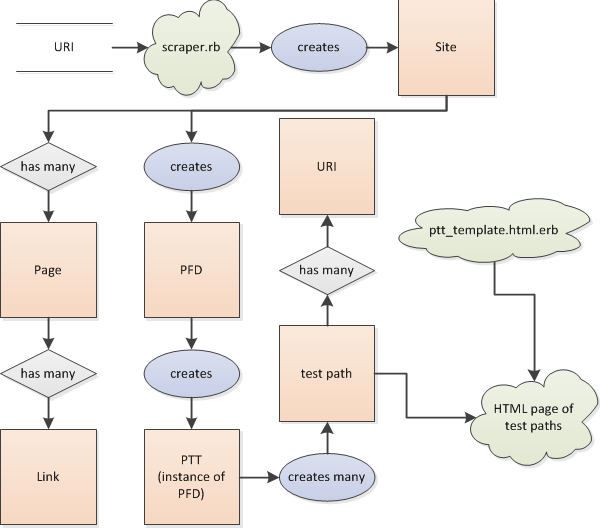 URI
scraper.rb
creates
Site
has many
creates
URI
ptt_template.html.erb
Page
PFD
has many
has many
creates
test path
HTML page of
test paths
Link
PTT
(instance of
PFD)
creates many